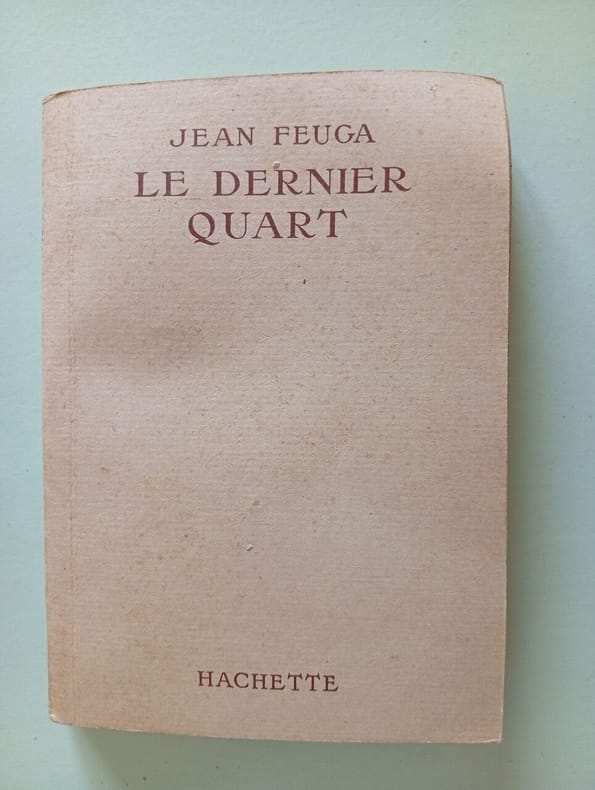 JEAN FEUGA
LE DERNIER
QUART
HACHETTE